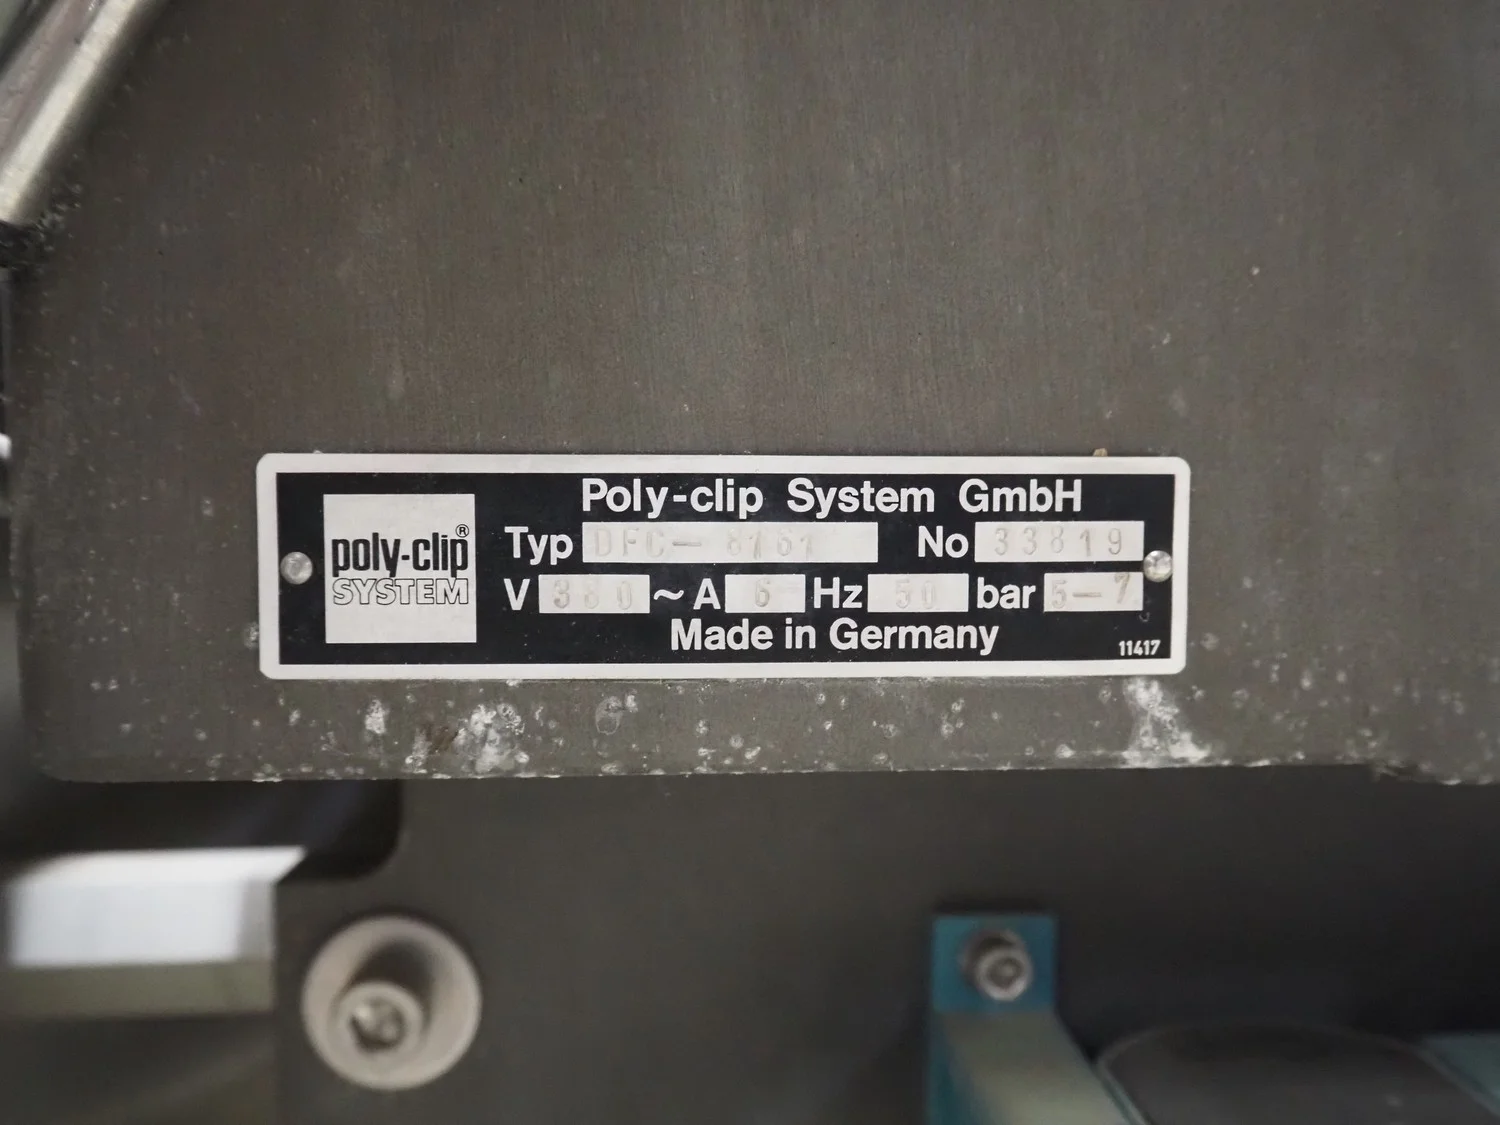 poly-clip®
SYSTEM
Poly-clip System GmbH
Typ DFC- 8161 No 33819
V 380 ~ A 6 Hz 50 bar 5-7
Made in Germany
11417